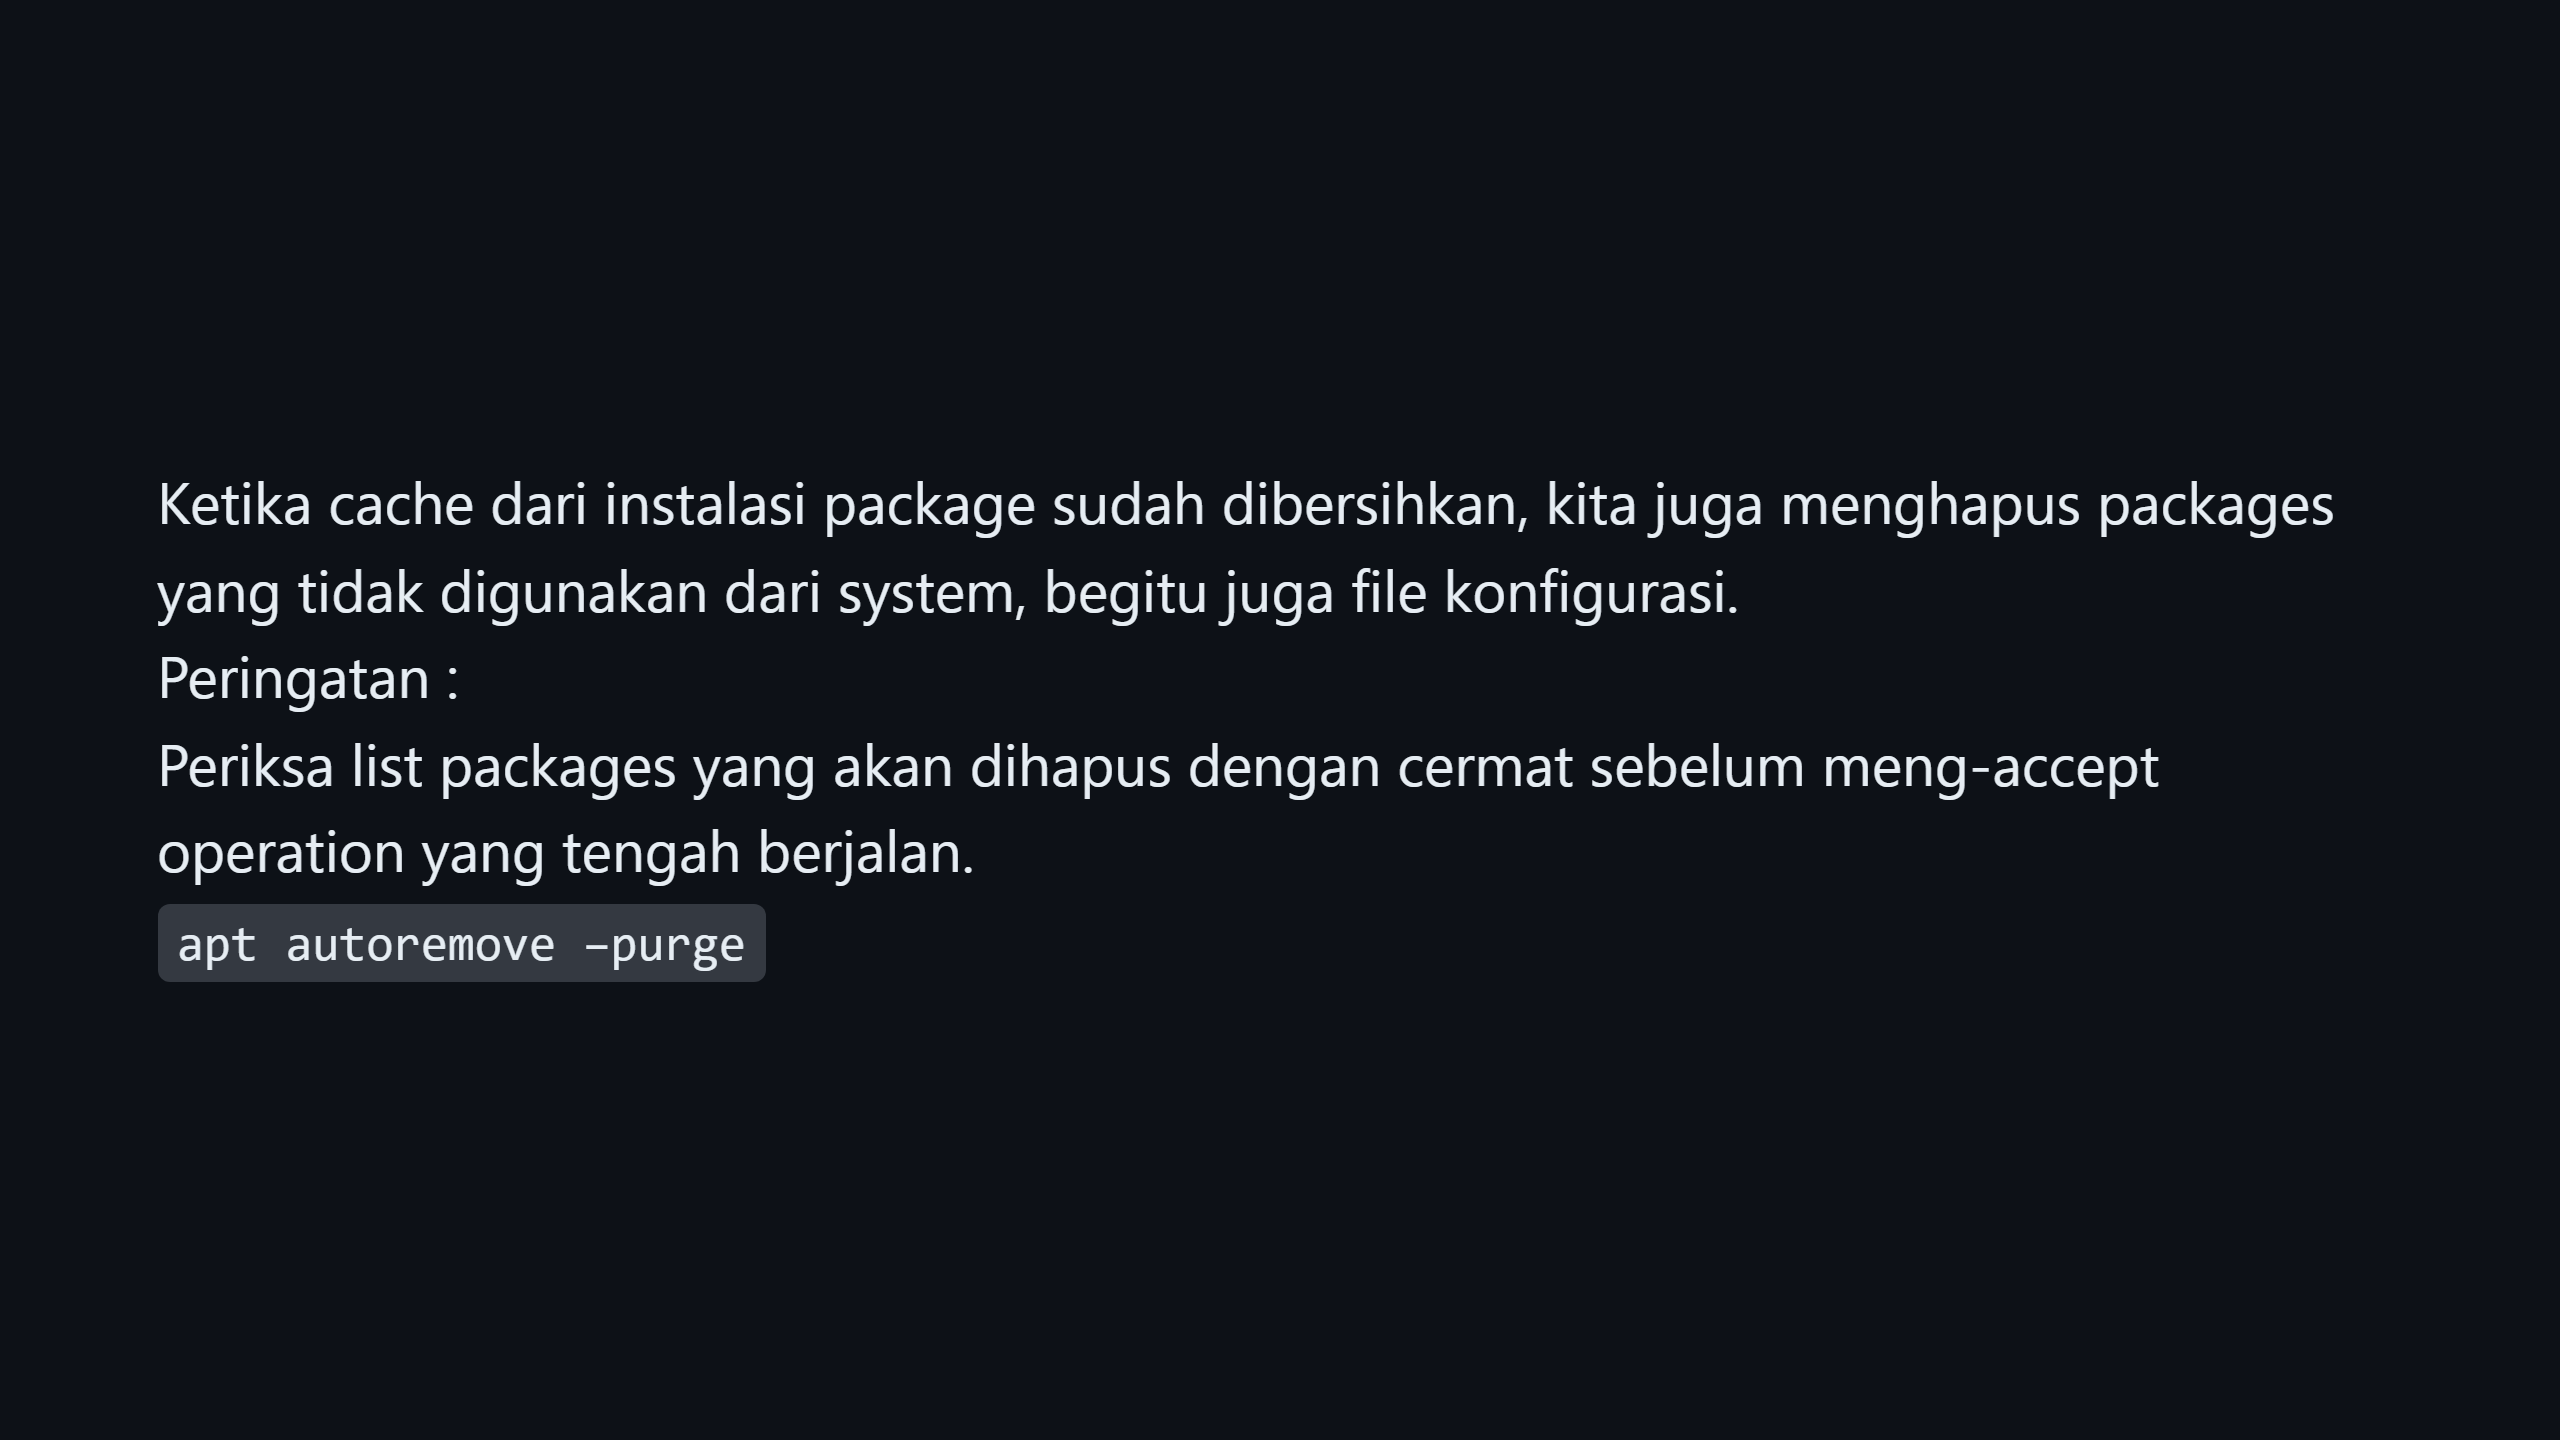 Ketika cache dari instalasi package sudah dibersihkan, kita juga menghapus packages
yang tidak digunakan dari system, begitu juga file konfigurasi.
Peringatan :
Periksa list packages yang akan dihapus dengan cermat sebelum meng-accept
operation yang tengah berjalan.
apt autoremove –purge